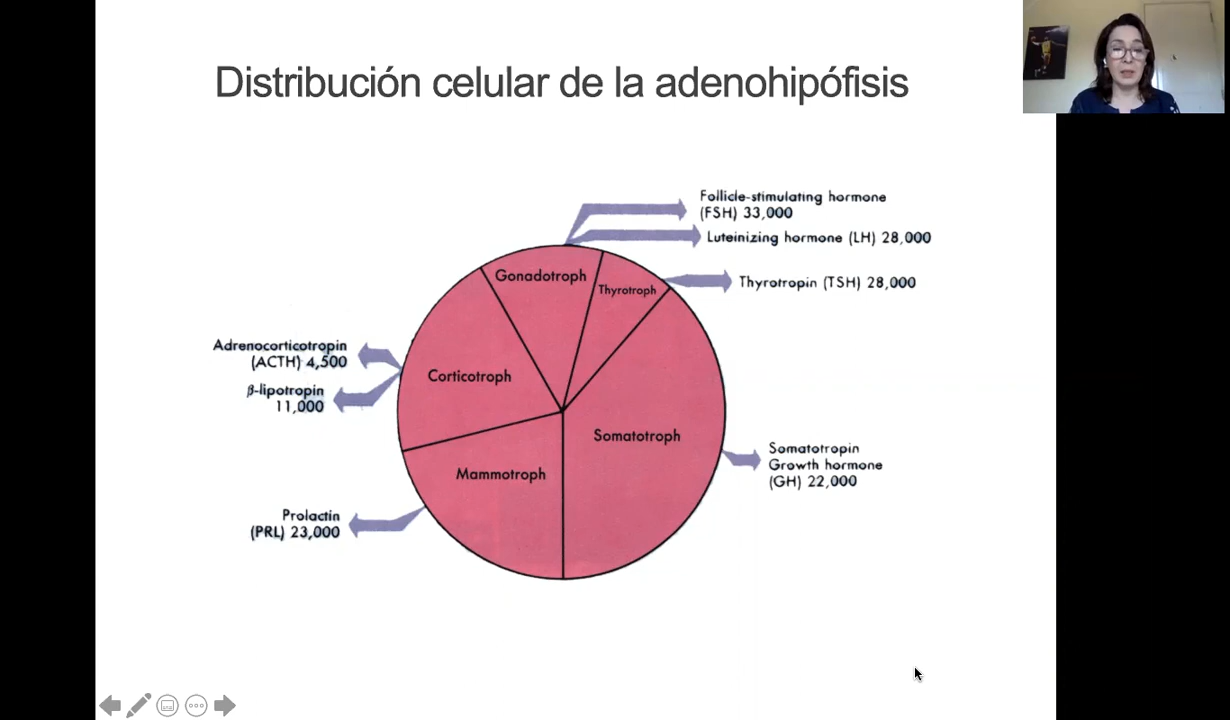 Distribución celular de la adenohipófisis
Follicle-stimulating hormone
(FSH) 33,000
Luteinizing hormone (LH) 28,000
Gonadotroph
Thyrotroph
Thyrotropin (TSH) 28,000
Adrenocorticotropin
(ACTH) 4,500
β-lipotropin
11,000
Corticotroph
Somatotroph
Somatotropin
Growth hormone
(GH) 22,000
Mammotroph
Prolactin
(PRL) 23,000